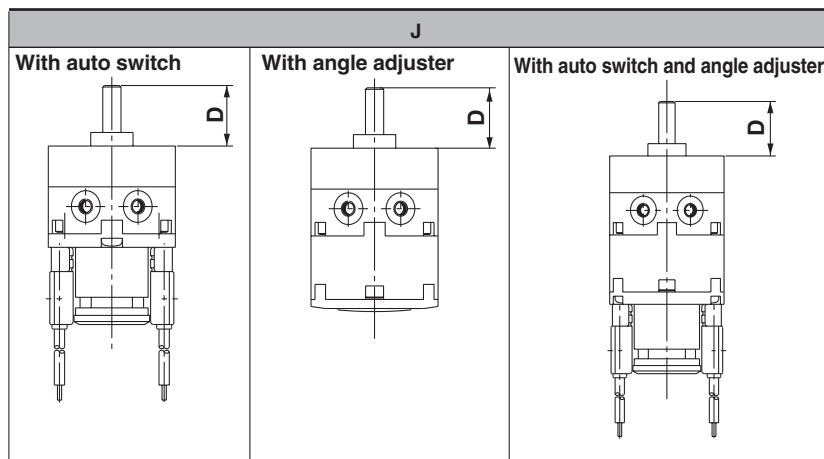 J
With auto switch
With angle adjuster
With auto switch and angle adjuster
D
D
D